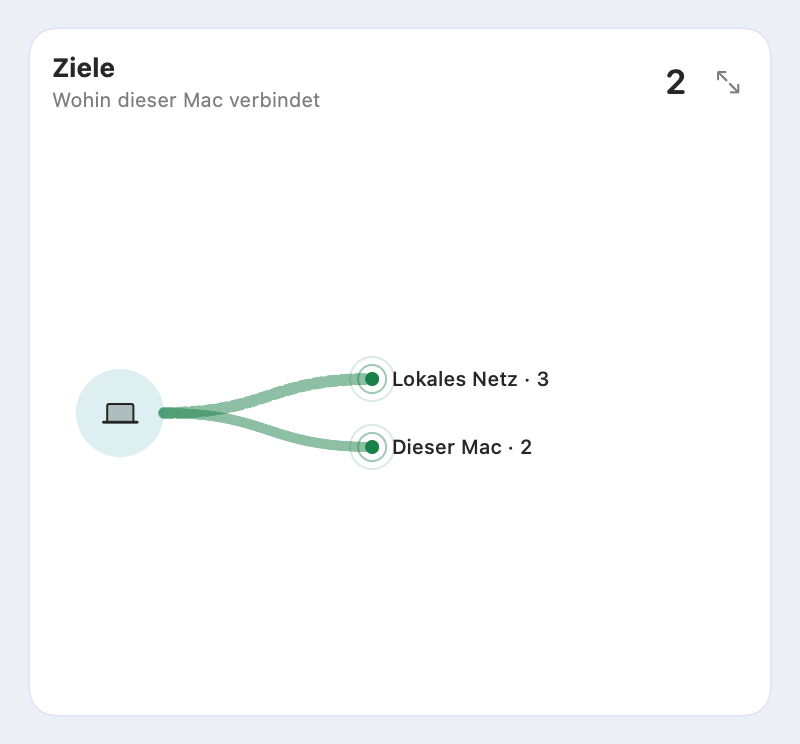 Ziele
Wohin dieser Mac verbindet
2
Lokales Netz · 3
Dieser Mac · 2